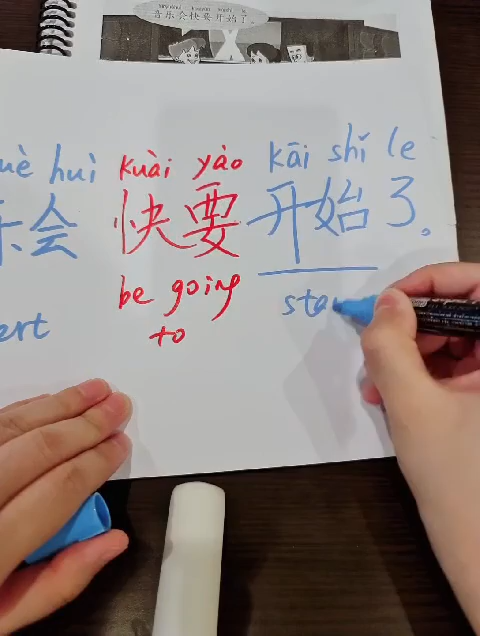 音乐会快要开始了。
uè huì kuài yào kāi shǐ le
乐会 快要 开始了。
ert be going to sta